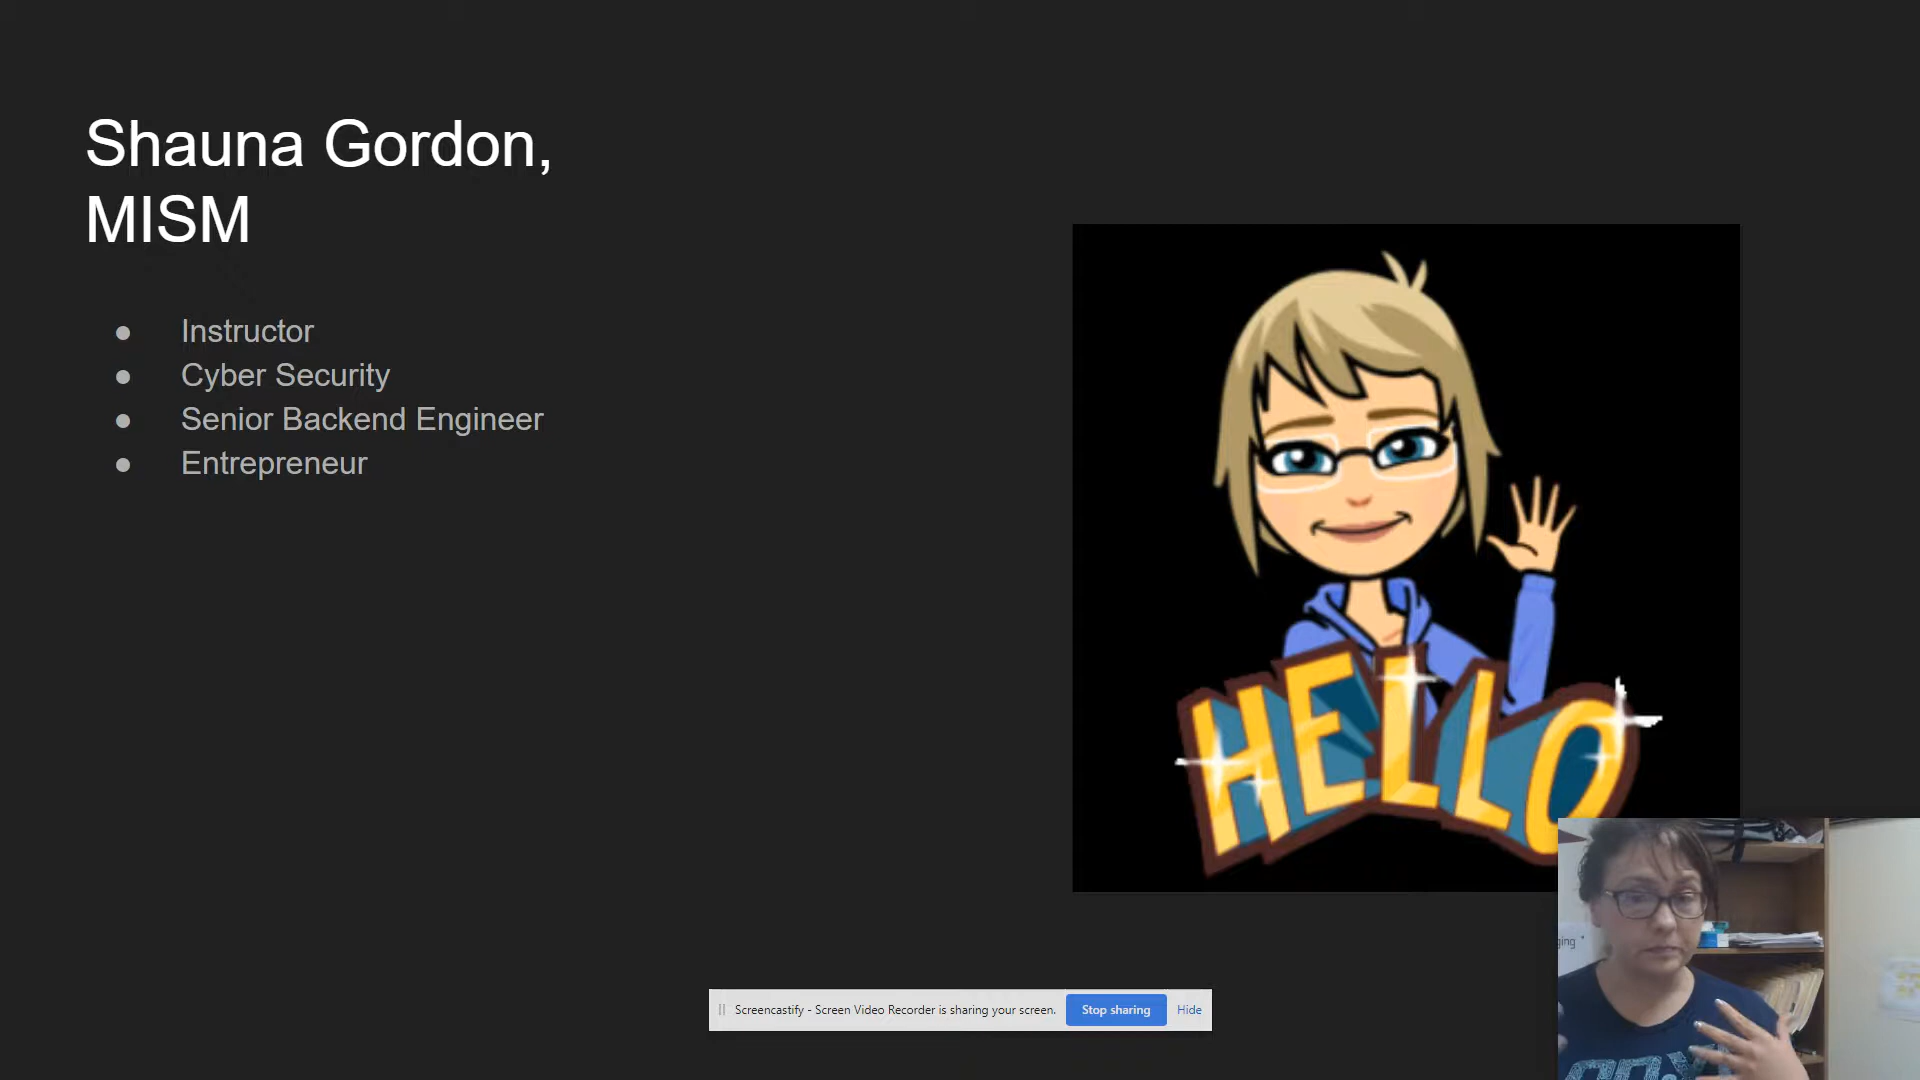 Shauna Gordon,
MISM
● Instructor
● Cyber Security
● Senior Backend Engineer
● Entrepreneur
HELLO
ging
Screencastify - Screen Video Recorder is sharing your screen. Stop sharing Hide